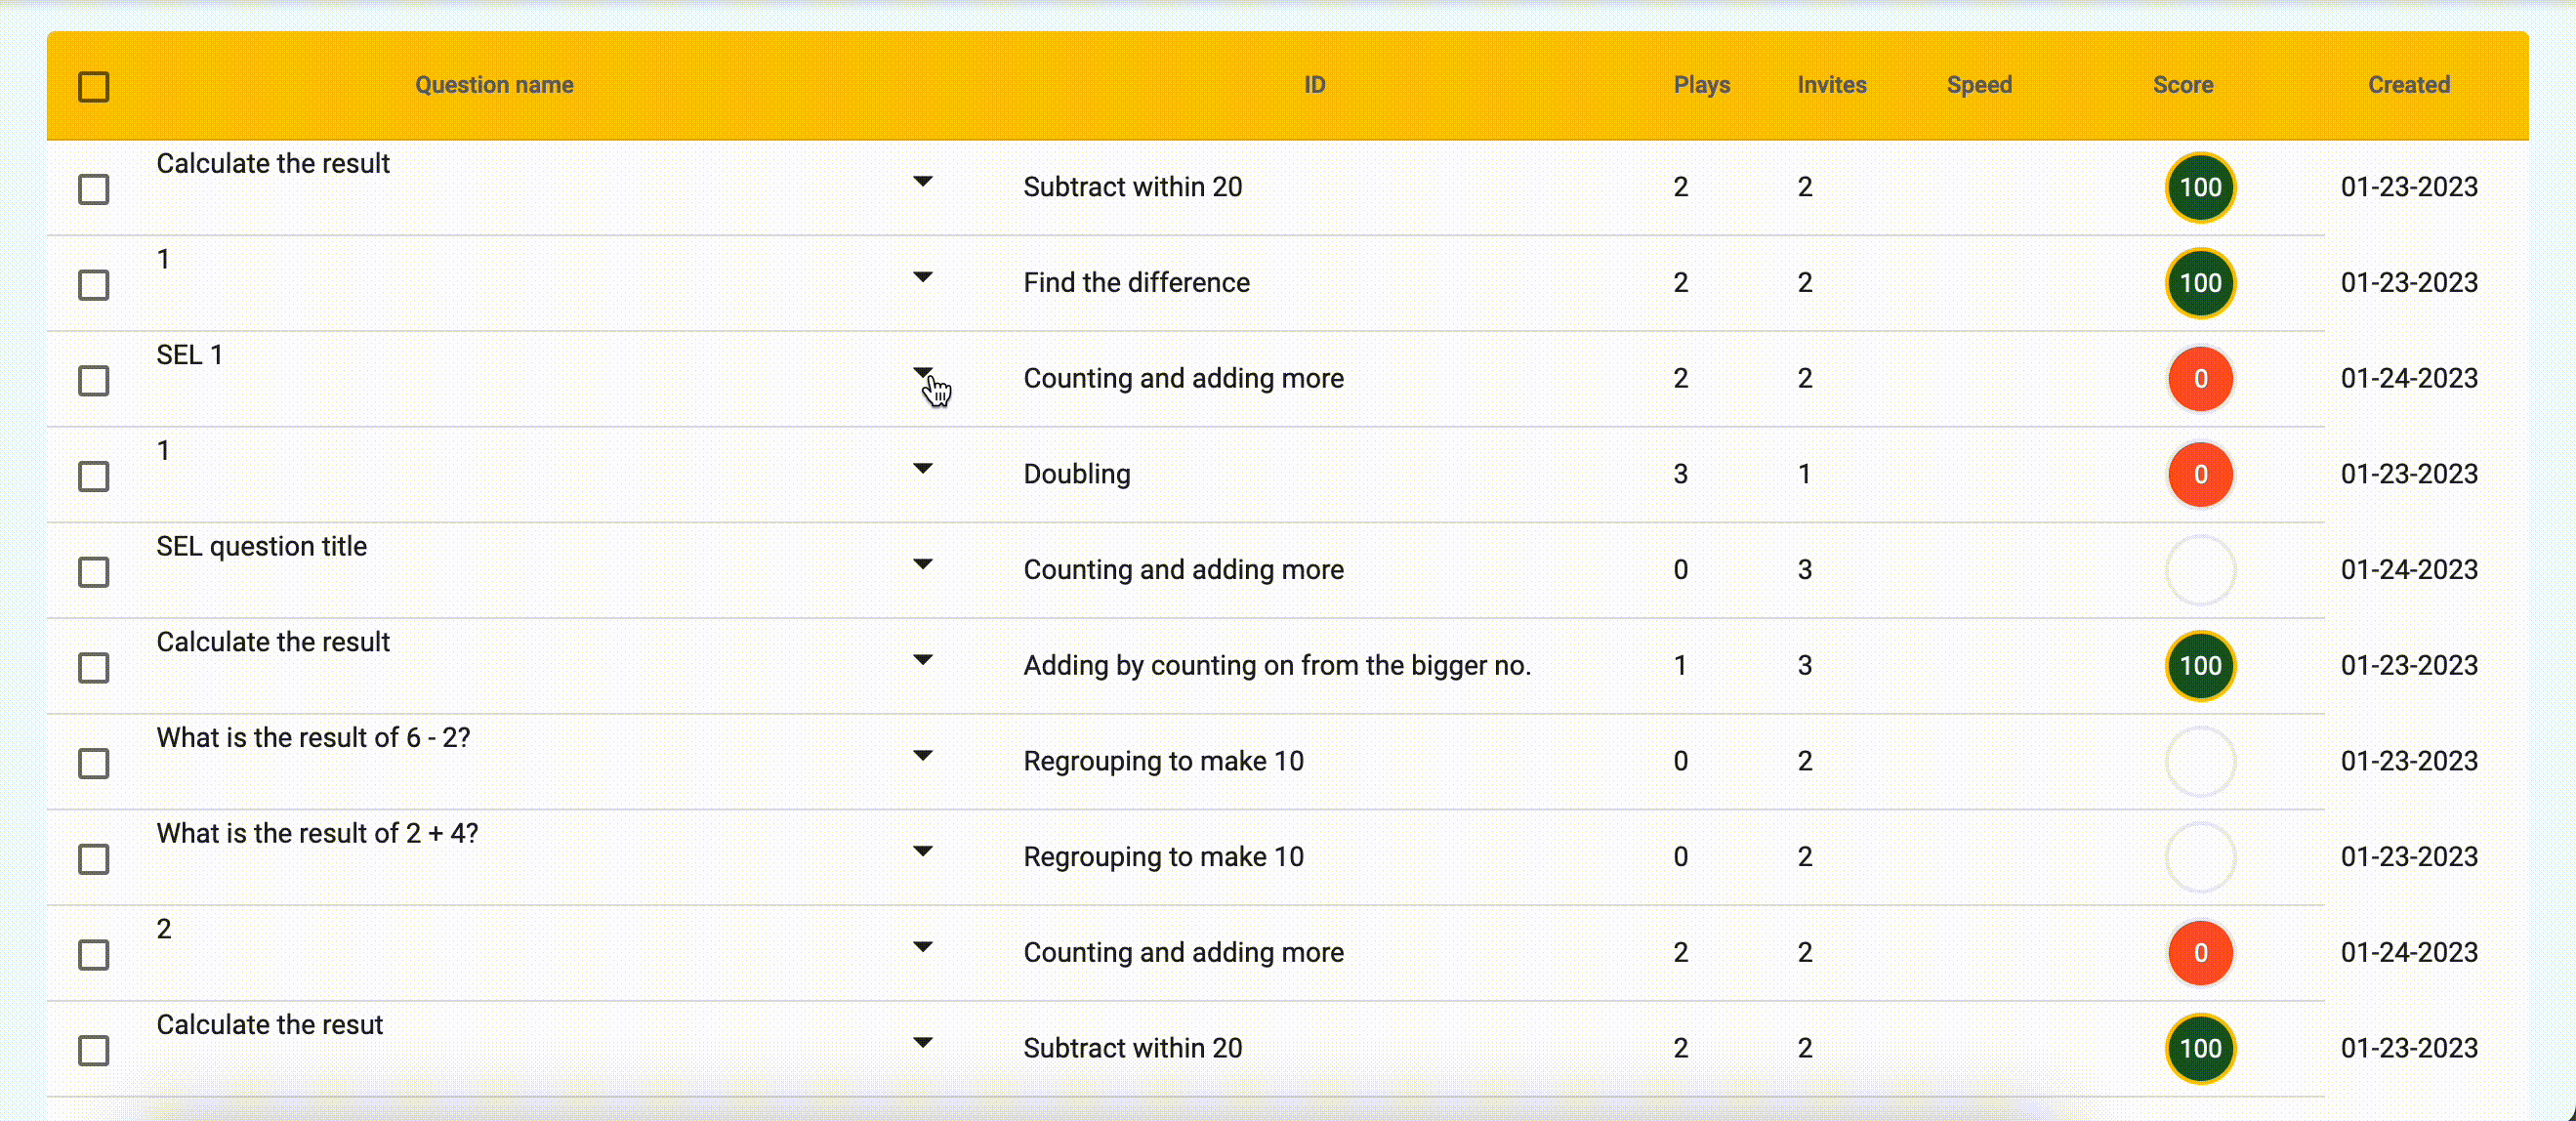 Question name ID Plays Invites Speed Score Created
Calculate the result Subtract within 20 2 2 100 01-23-2023
1 Find the difference 2 2 100 01-23-2023
SEL 1 Counting and adding more 2 2 0 01-24-2023
1 Doubling 3 1 0 01-23-2023
SEL question title Counting and adding more 0 3 01-24-2023
Calculate the result Adding by counting on from the bigger no. 1 3 100 01-23-2023
What is the result of 6 - 2? Regrouping to make 10 0 2 01-23-2023
What is the result of 2 + 4? Regrouping to make 10 0 2 01-23-2023
2 Counting and adding more 2 2 0 01-24-2023
Calculate the resut Subtract within 20 2 2 100 01-23-2023